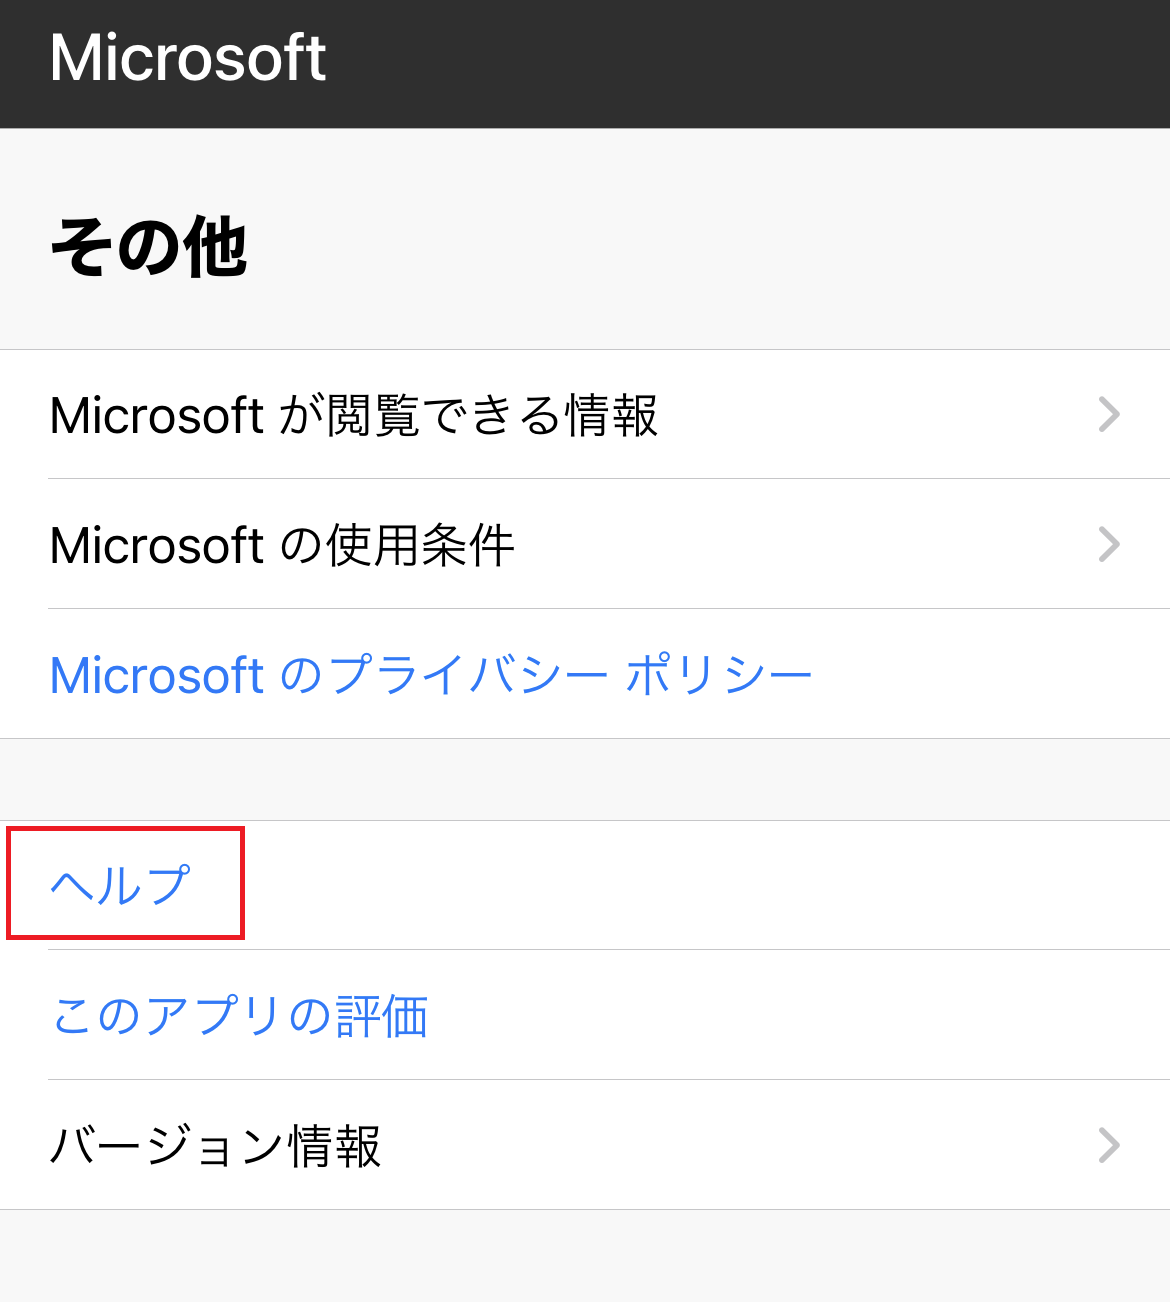 Microsoft
その他
Microsoft が閲覧できる情報
Microsoft の使用条件
Microsoft のプライバシー ポリシー
ヘルプ
このアプリの評価
バージョン情報